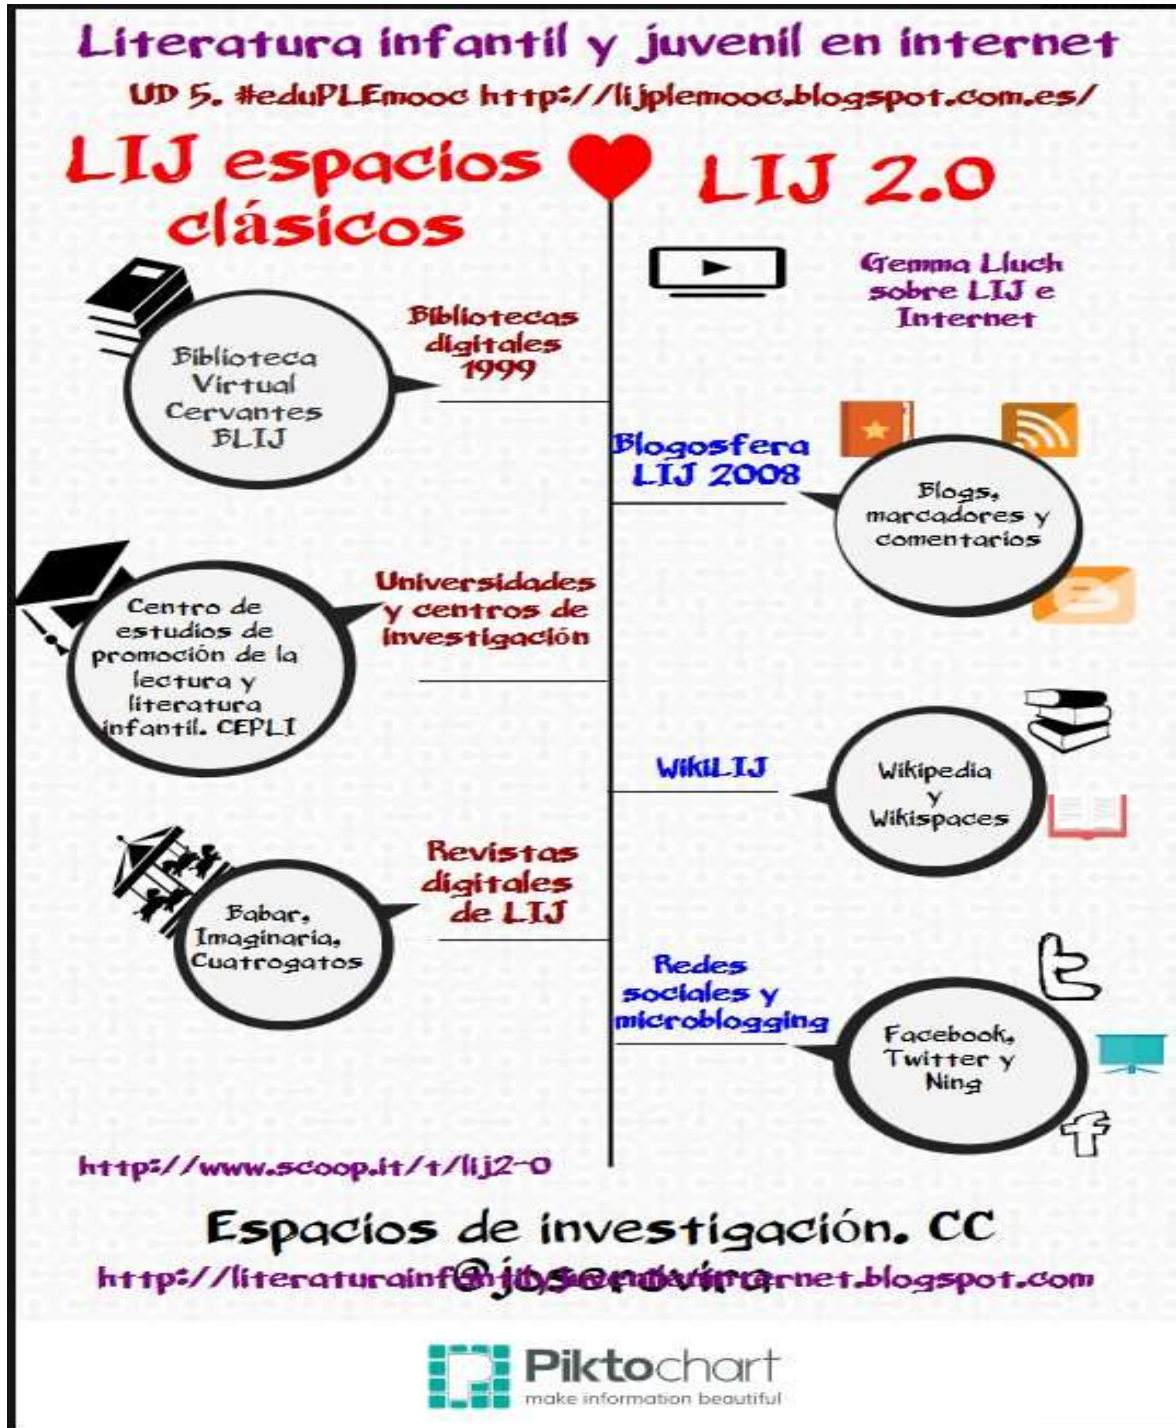 Literatura infantil y juvenil en internet
UD 5. #eduPLEmooc http://lijplemooc.blogspot.com.es/
LIJ espacios
clásicos
LIJ 2.0
Gemma Lluch
sobre LIJ e
Internet
Bibliotecas
digitales
1999
Biblioteca
Virtual
Cervantes
BLIJ
Blogosfera
LIJ 2008
Blogs,
marcadores y
comentarios
Universidades
y centros de
investigación
Centro de
estudios de
promoción de la
lectura y
literatura
infantil. CEPLI
WikiLIJ
Wikipedia
y
Wikispaces
Revistas
digitales
de LIJ
Babar,
Imaginaria,
Cuatrogatos
Redes
sociales y
microblogging
Facebook,
Twitter y
Ning
http://www.scoop.it/t/lij2-0
Espacios de investigación. CC
@joserovira
Piktochart
make information beautiful